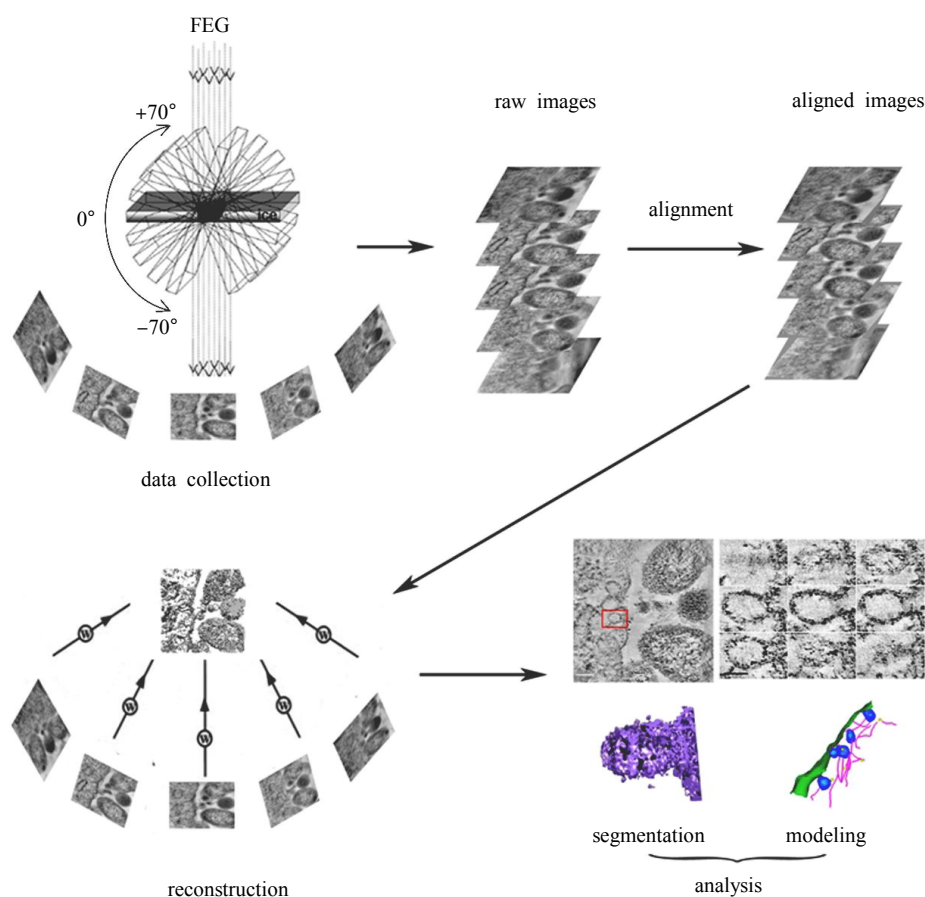 FEG
+70°
0°
ice
−70°
data collection
raw images
alignment
aligned images
W
W
W
W
W
reconstruction
segmentation
modeling
analysis